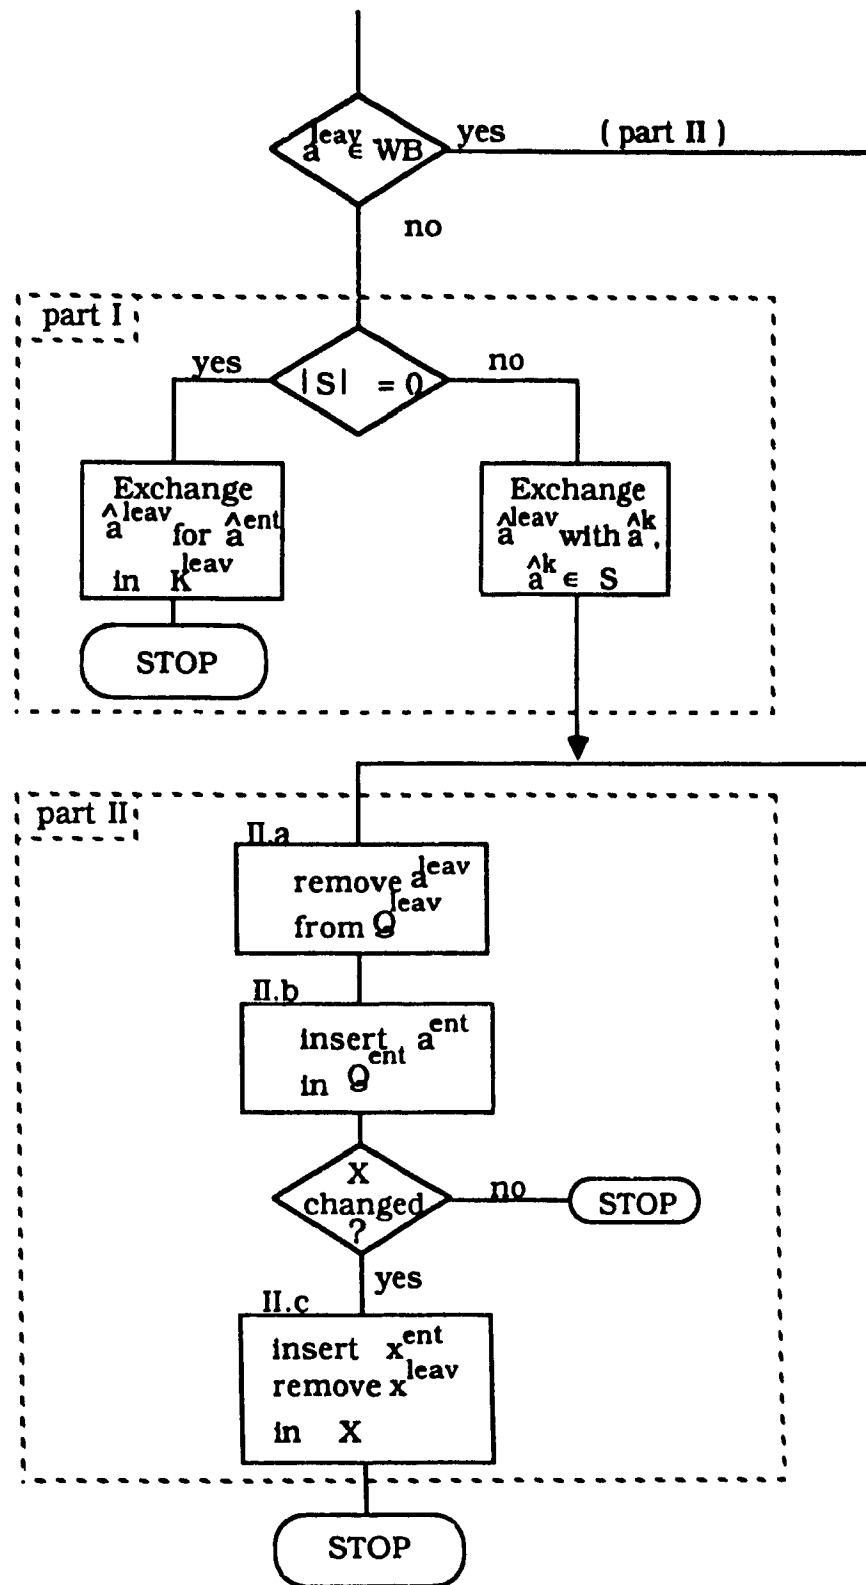 a^leav ∈ WB
yes
( part II )
no
part I
yes
|S| = 0
no
Exchange
â^leav for â^ent
in K^leav
STOP
Exchange
â^leav with â^k,
â^k ∈ S
part II
II.a
remove a^leav
from Q^leav
II.b
insert a^ent
in Q^ent
X
changed
?
no
STOP
yes
II.c
insert x^ent
remove x^leav
in X
STOP